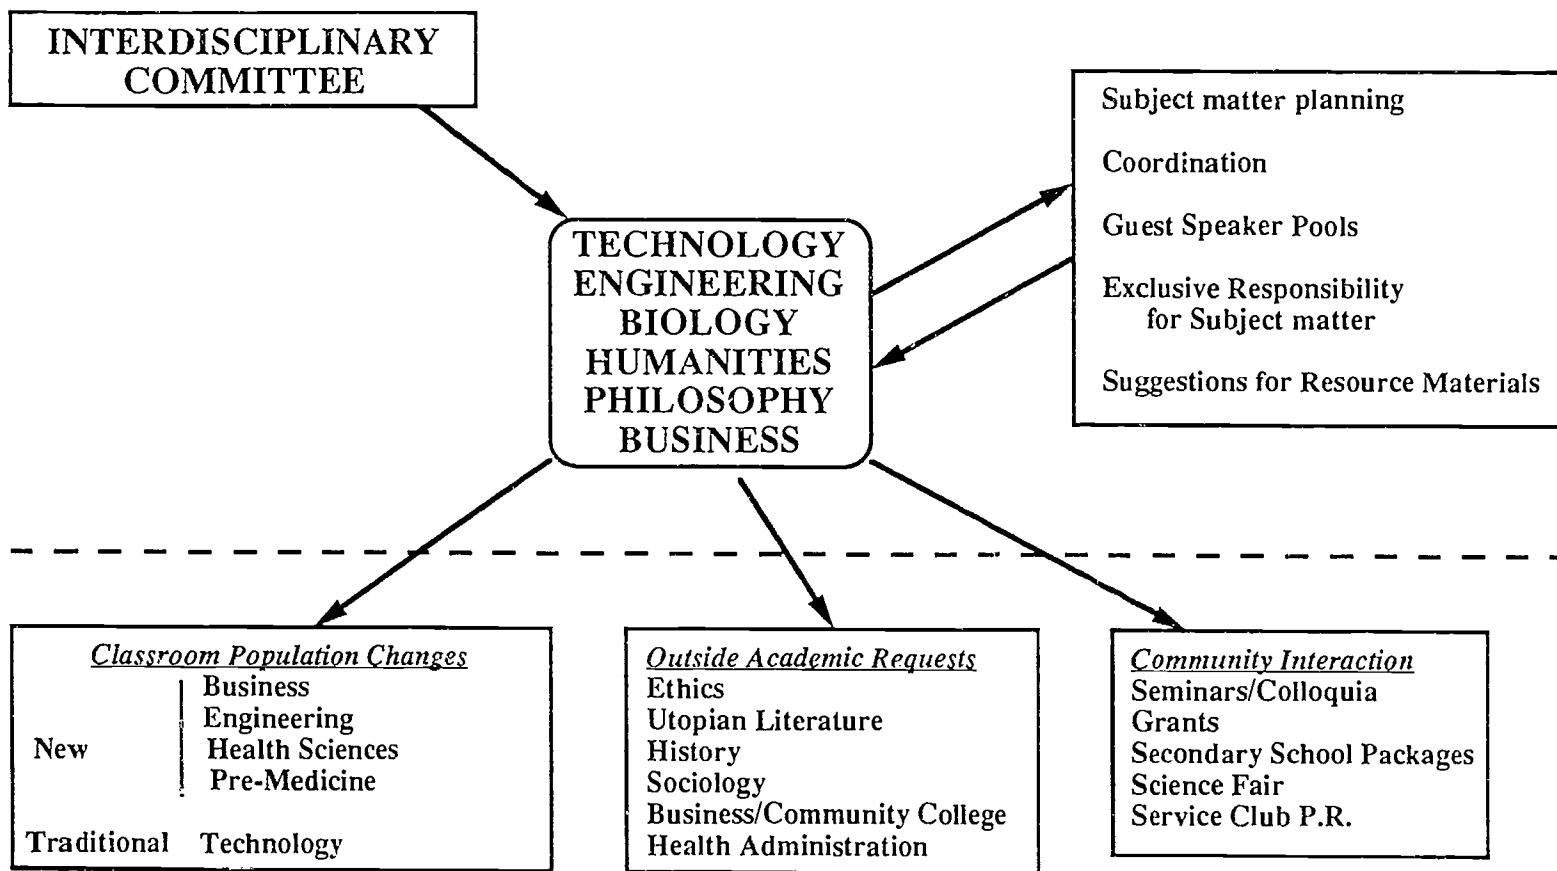 INTERDISCIPLINARY
COMMITTEE
Subject matter planning
Coordination
Guest Speaker Pools
Exclusive Responsibility
for Subject matter
Suggestions for Resource Materials
TECHNOLOGY
ENGINEERING
BIOLOGY
HUMANITIES
PHILOSOPHY
BUSINESS
Classroom Population Changes
Business
Engineering
New Health Sciences
Pre-Medicine
Traditional Technology
Outside Academic Requests
Ethics
Utopian Literature
History
Sociology
Business/Community College
Health Administration
Community Interaction
Seminars/Colloquia
Grants
Secondary School Packages
Science Fair
Service Club P.R.